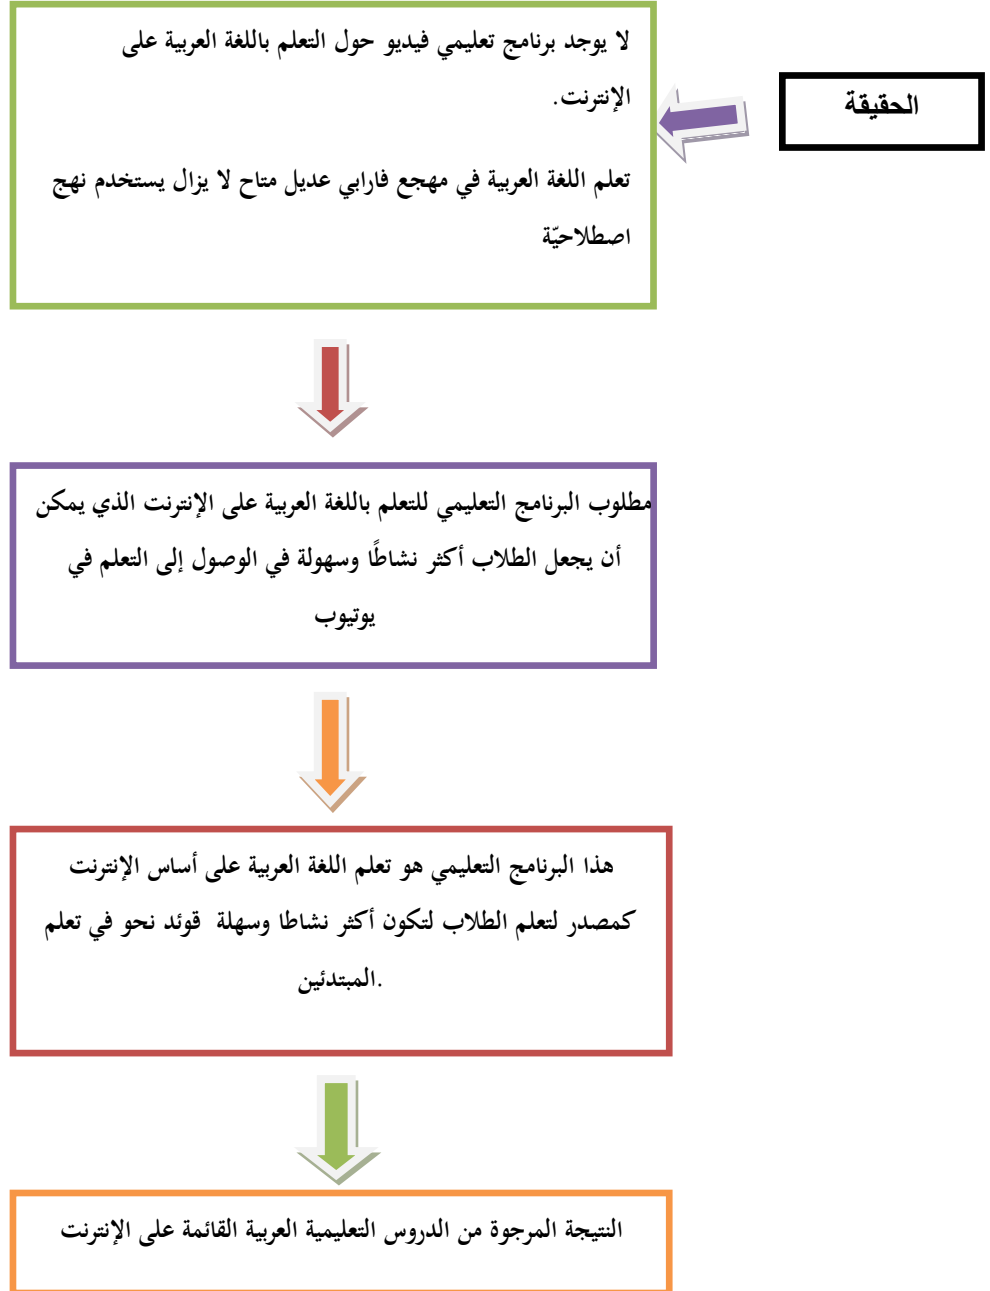 الحقيقة
لا يوجد برنامج تعليمي فيديو حول التعلم باللغة العربية على
الإنترنت.
تعلم اللغة العربية في مهجع فارابي عديل متاح لا يزال يستخدم نهج
اصطلاحيّة
مطلوب البرنامج التعليمي للتعلم باللغة العربية على الإنترنت الذي يمكن
أن يجعل الطلاب أكثر نشاطًا وسهولة في الوصول إلى التعلم في
يوتيوب
هذا البرنامج التعليمي هو تعلم اللغة العربية على أساس الإنترنت
كمصدر لتعلم الطلاب لتكون أكثر نشاطا وسهلة قوئد نحو في تعلم
.المبتدئين
النتيجة المرجوة من الدروس التعليمية العربية القائمة على الإنترنت